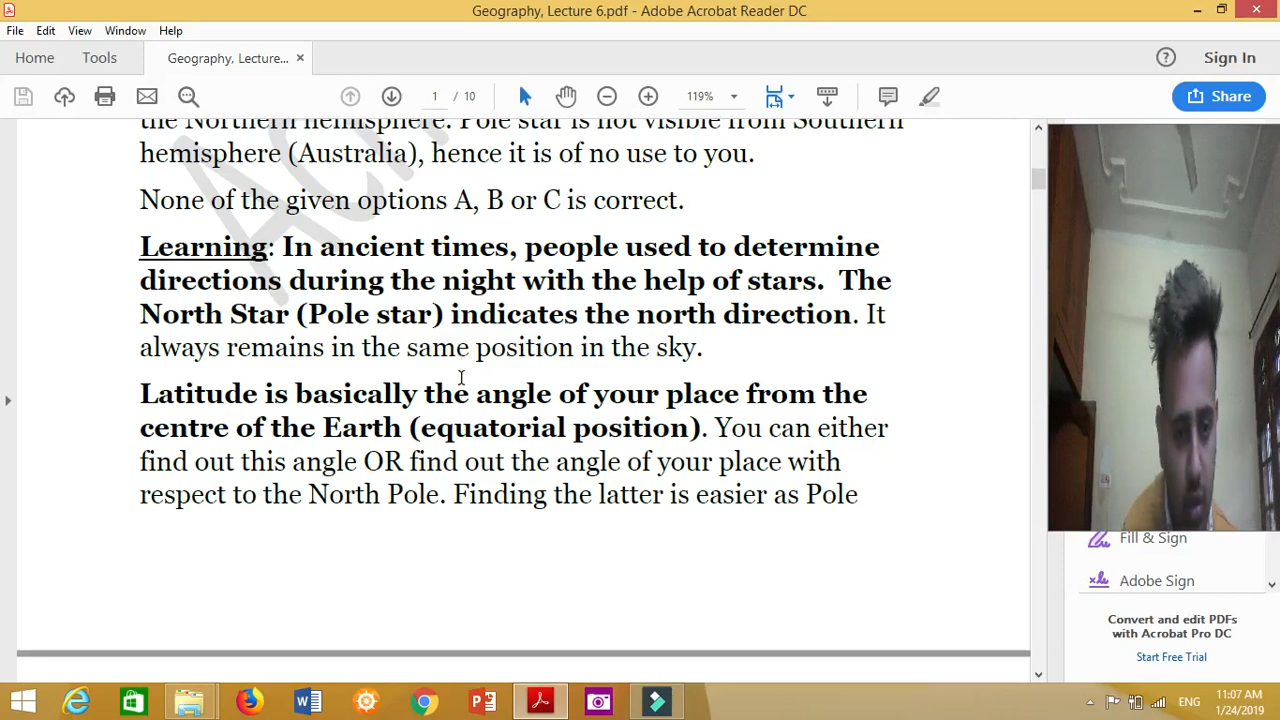 Geography, Lecture 6.pdf - Adobe Acrobat Reader DC
File Edit View Window Help
Home Tools Geography, Lecture... × Sign In
1 / 10 119% Share
the Northern hemisphere. Pole star is not visible from Southern
hemisphere (Australia), hence it is of no use to you.
None of the given options A, B or C is correct.
Learning: In ancient times, people used to determine
directions during the night with the help of stars. The
North Star (Pole star) indicates the north direction. It
always remains in the same position in the sky.
Latitude is basically the angle of your place from the
centre of the Earth (equatorial position). You can either
find out this angle OR find out the angle of your place with
respect to the North Pole. Finding the latter is easier as Pole
Fill & Sign
Adobe Sign
Convert and edit PDFs
with Acrobat Pro DC
Start Free Trial
ENG
11:07 AM
1/24/2019